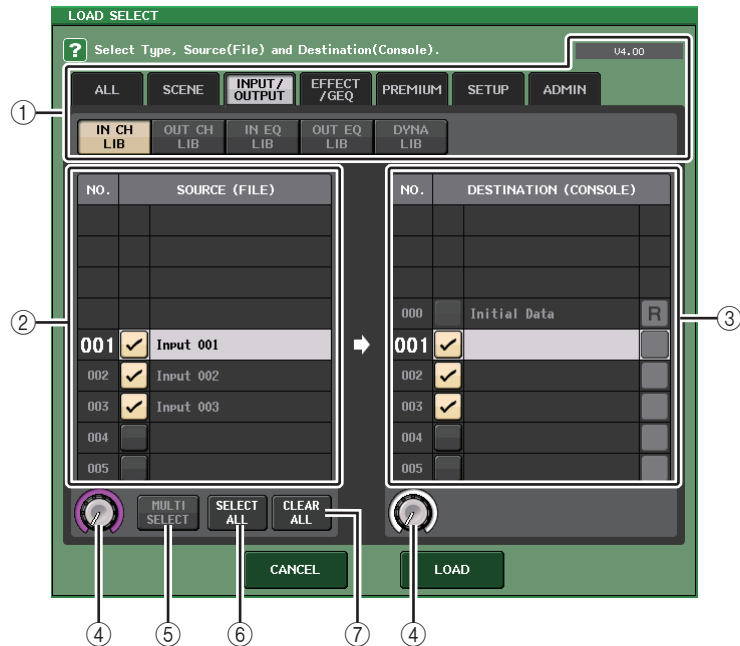 LOAD SELECT
? Select Type, Source(File) and Destination(Console).
V4.00
ALL SCENE INPUT/ OUTPUT EFFECT /GEQ PREMIUM SETUP ADMIN
①
IN CH LIB OUT CH LIB IN EQ LIB OUT EQ LIB DYNA LIB
NO. SOURCE (FILE) NO. DESTINATION (CONSOLE)
② 000 Initial Data R ③
001 Input 001 001
002 Input 002 002
003 Input 003 003
004 004
005 005
MULTI SELECT SELECT ALL CLEAR ALL
CANCEL LOAD
④ ⑤ ⑥ ⑦ ④